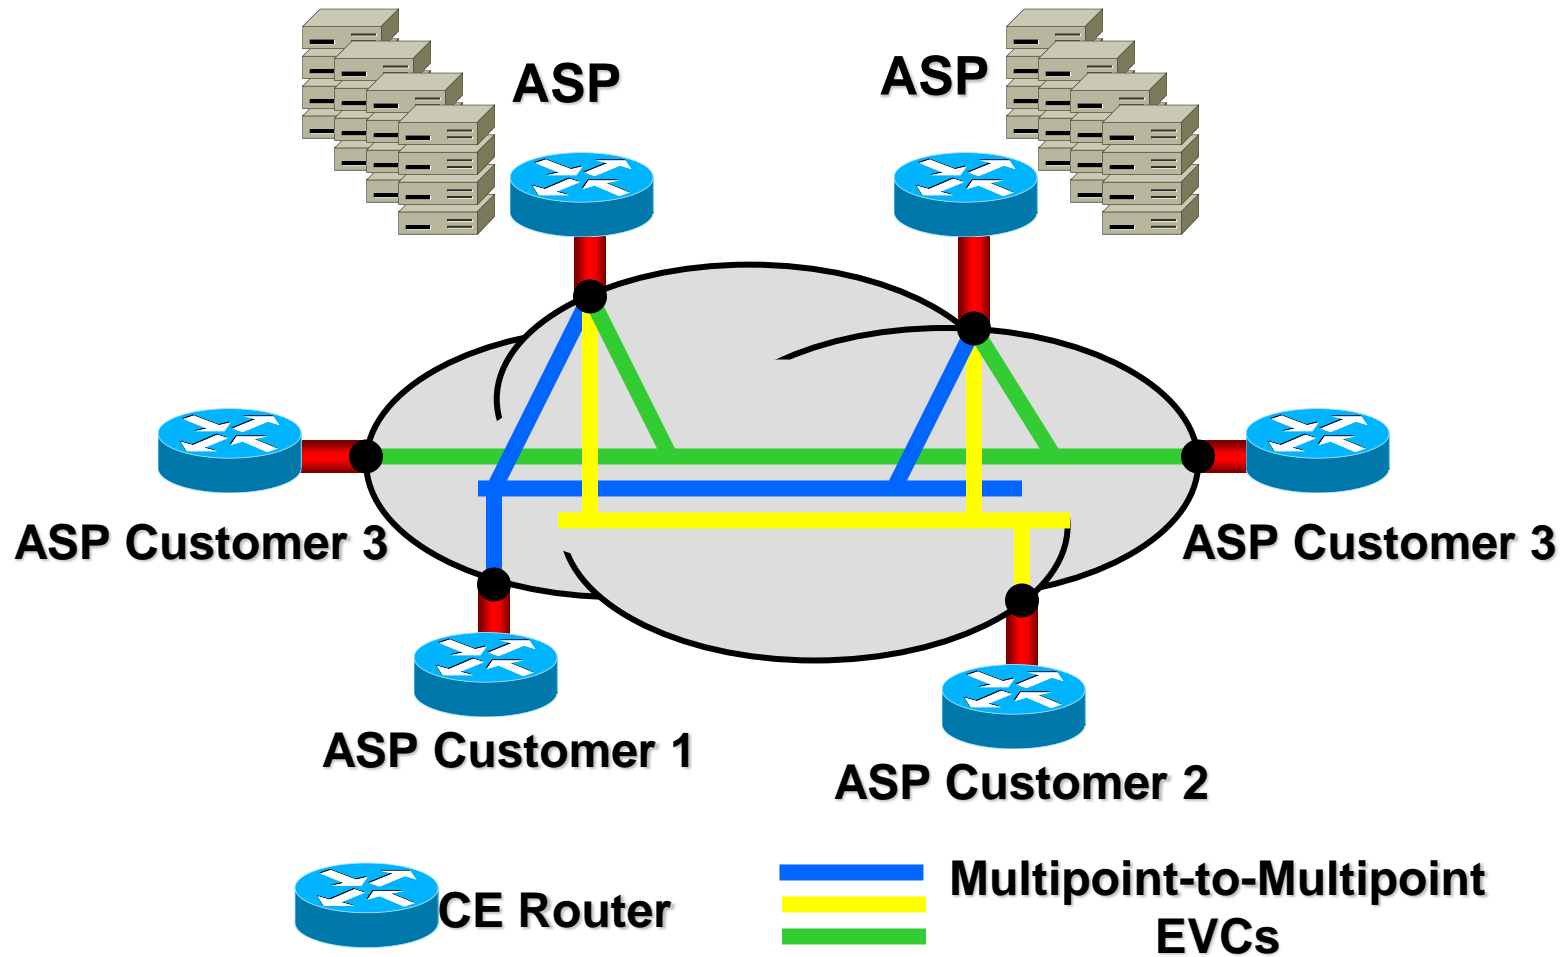 ASP
ASP
ASP Customer 3
ASP Customer 3
ASP Customer 1
ASP Customer 2
CE Router
Multipoint-to-Multipoint
EVCs